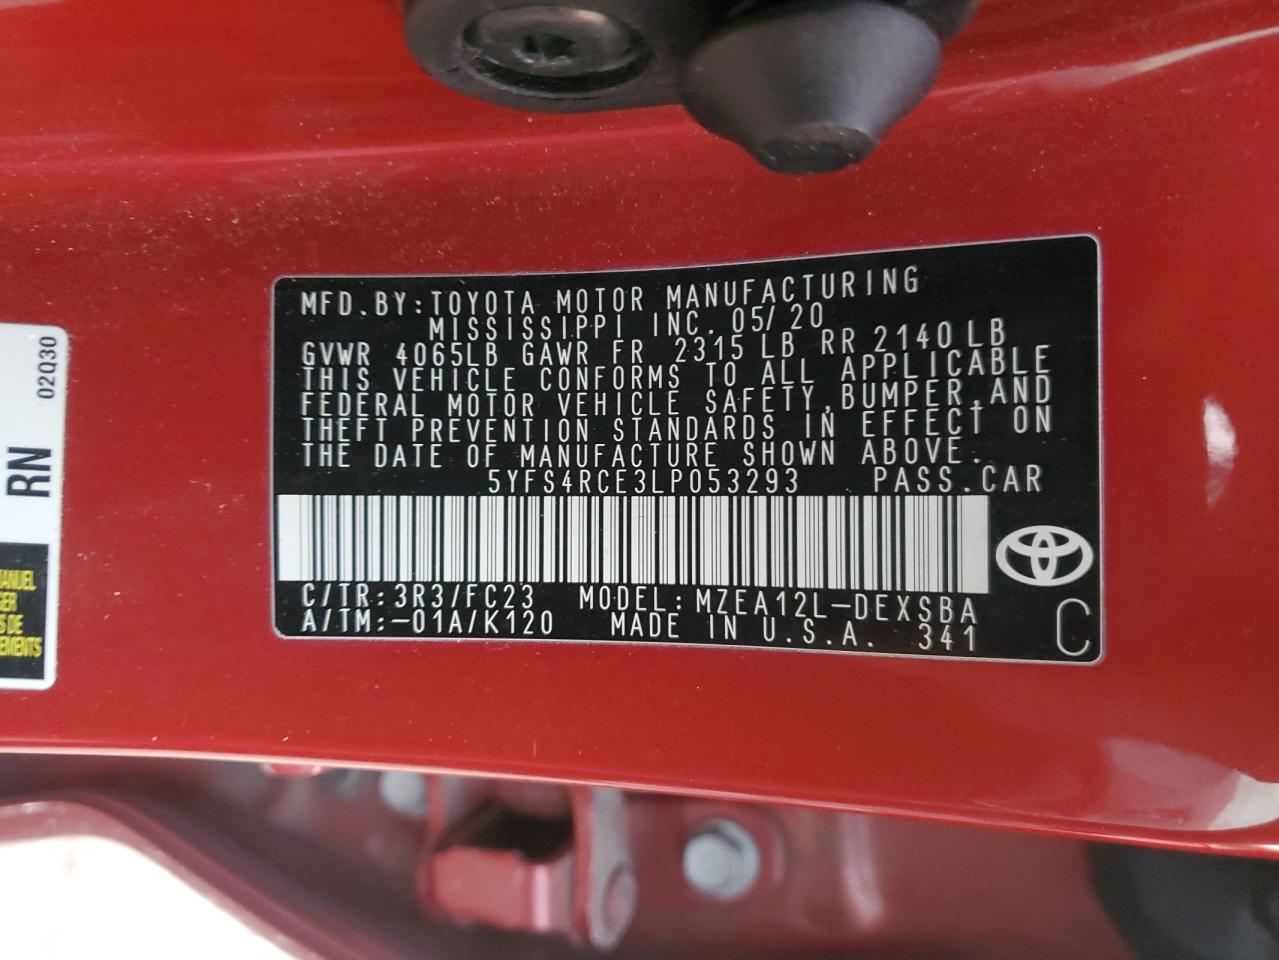 MFD.BY:TOYOTA MOTOR MANUFACTURING
MISSISSIPPI INC. 05/20
GVWR 4065LB GAWR FR 2315 LB RR 2140 LB
THIS VEHICLE CONFORMS TO ALL APPLICABLE
FEDERAL MOTOR VEHICLE SAFETY,BUMPER,AND
THEFT PREVENTION STANDARDS IN EFFECT ON
THE DATE OF MANUFACTURE SHOWN ABOVE.
5YFS4RCE3LP053293 PASS.CAR
C/TR:3R3/FC23 MODEL:MZEA12L-DEXSBA
A/TM:-01A/K120 MADE IN U.S.A. 341
C
02Q30
RN